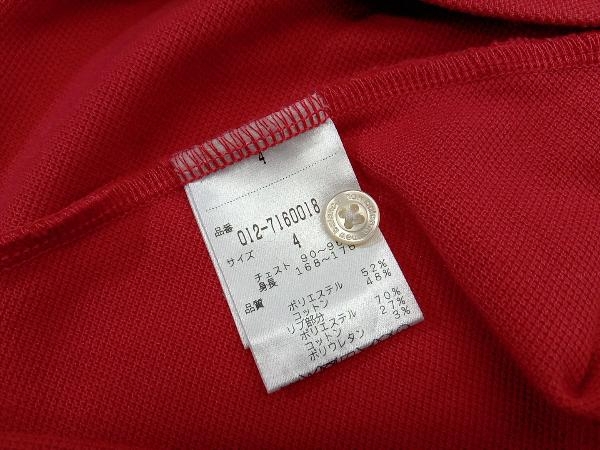 4
品番 012-7160018
サイズ 4
チェスト 90~9
身長 168~176
品質
ポリエステル 52%
コットン 48%
リブ部分
ポリエステル 70%
コットン 27%
ポリウレタン 3%